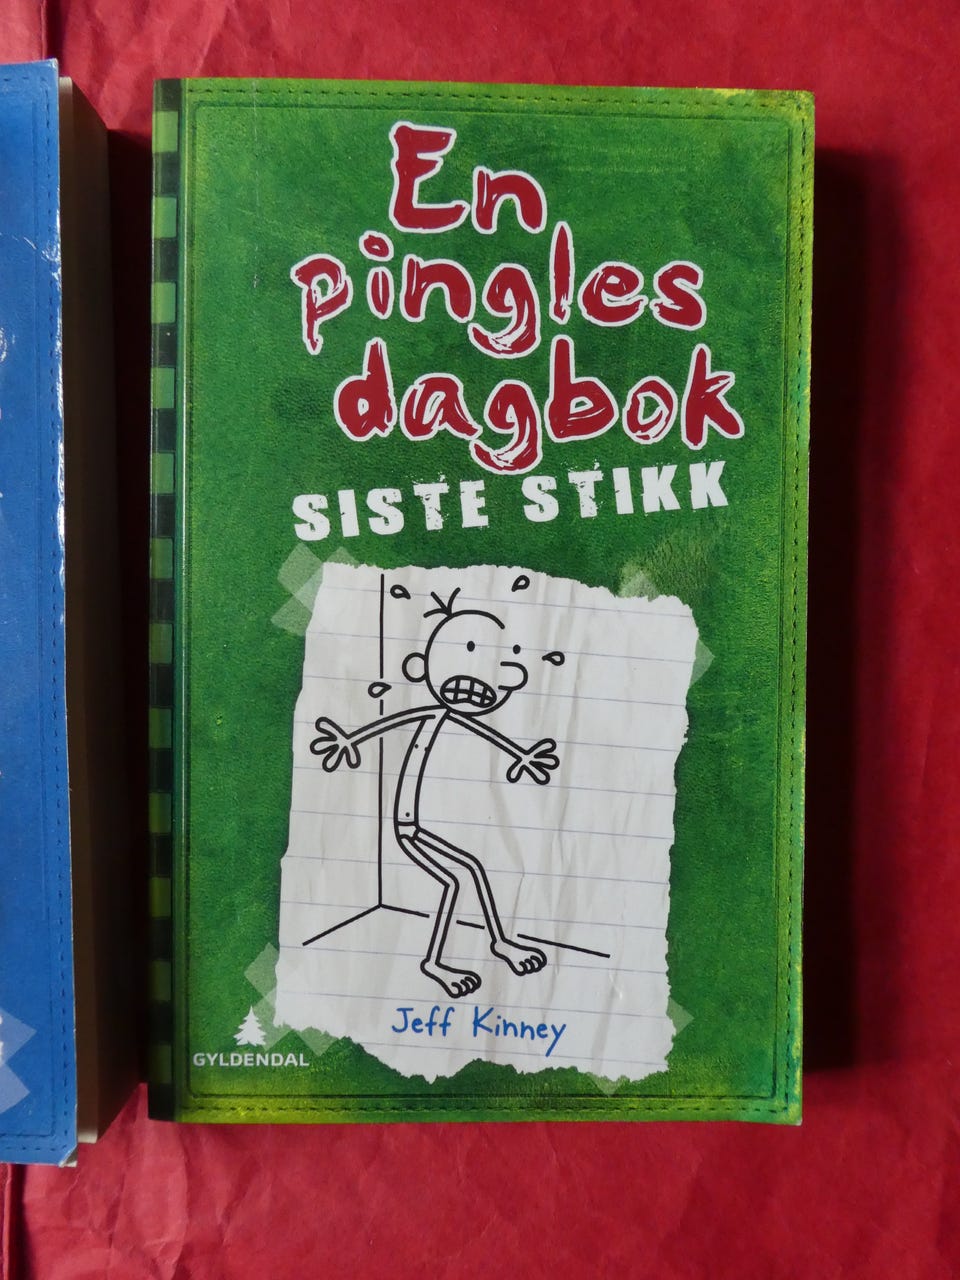 En
pingles
dagbok
SISTE STIKK
Jeff Kinney
GYLDENDAL